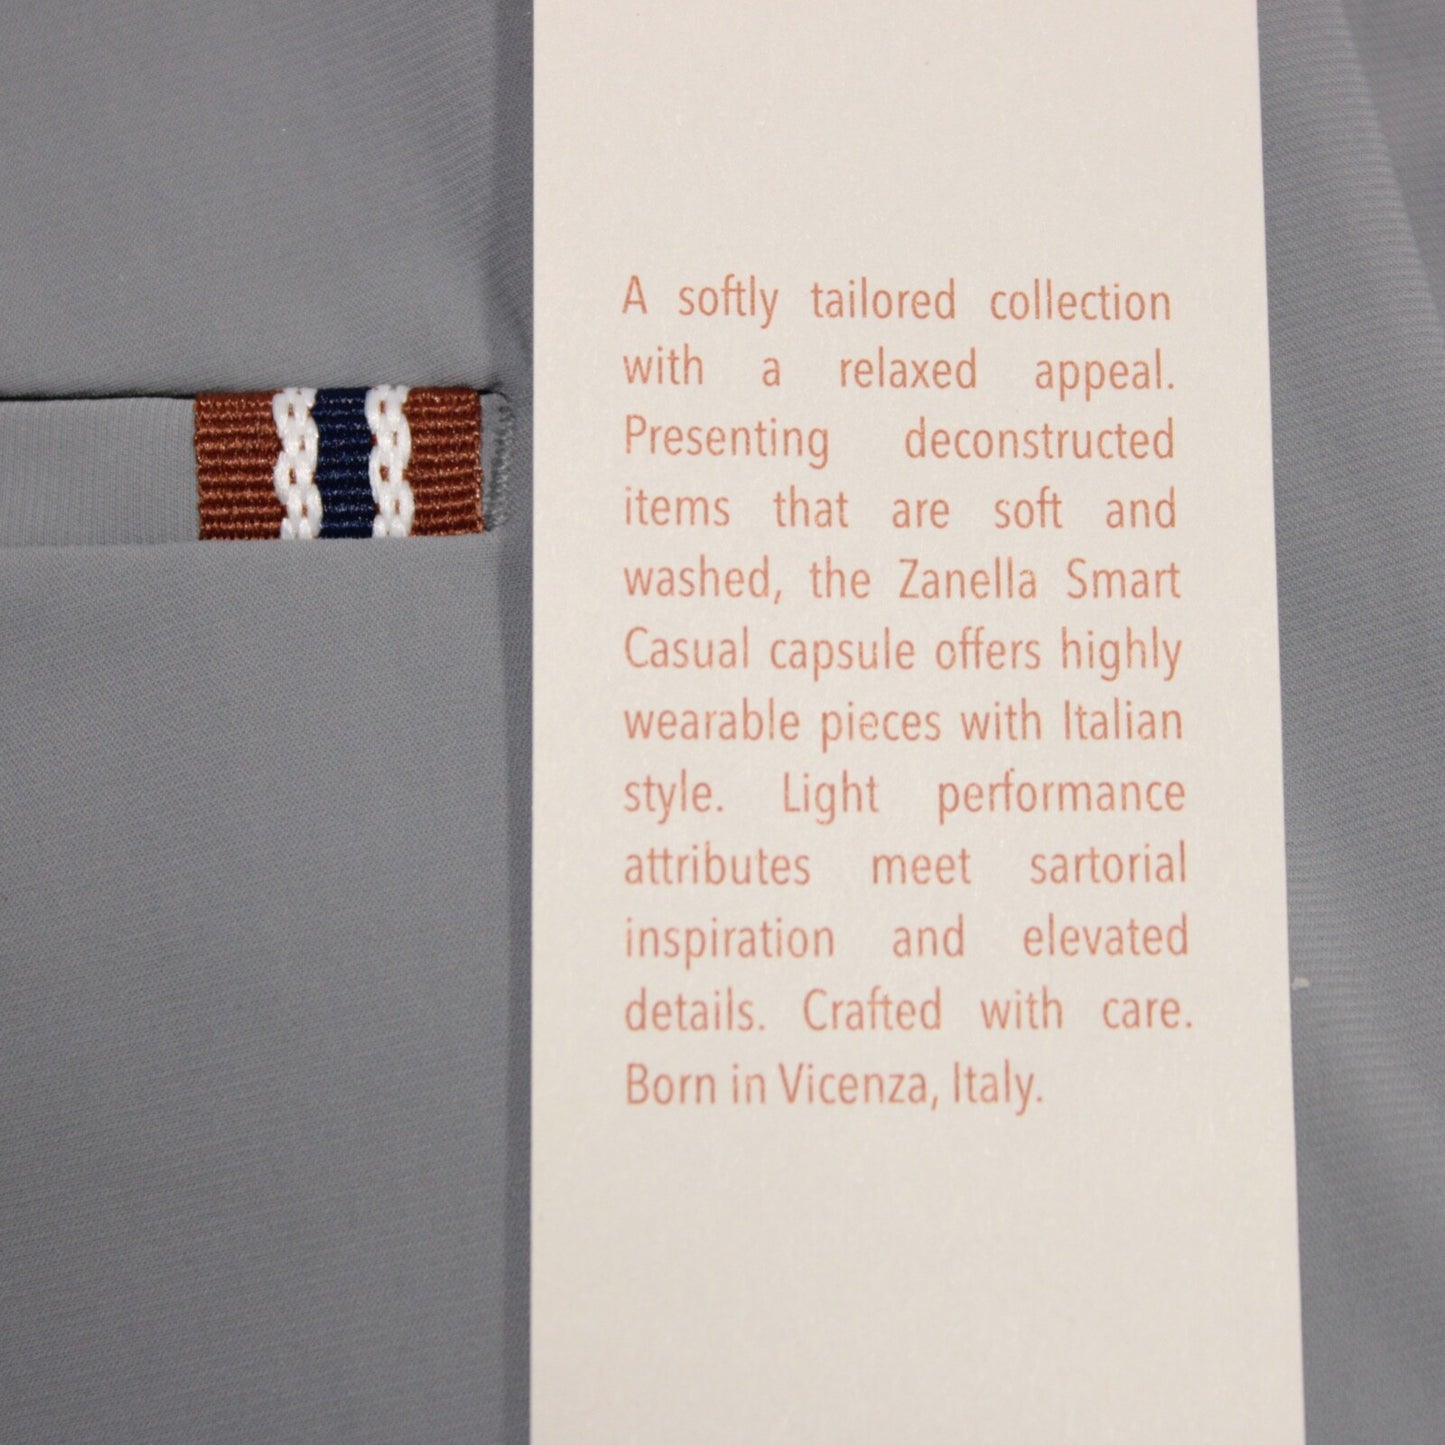 A softly tailored collection
with a relaxed appeal.
Presenting deconstructed
items that are soft and
washed, the Zanella Smart
Casual capsule offers highly
wearable pieces with Italian
style. Light performance
attributes meet sartorial
inspiration and elevated
details. Crafted with care.
Born in Vicenza, Italy.